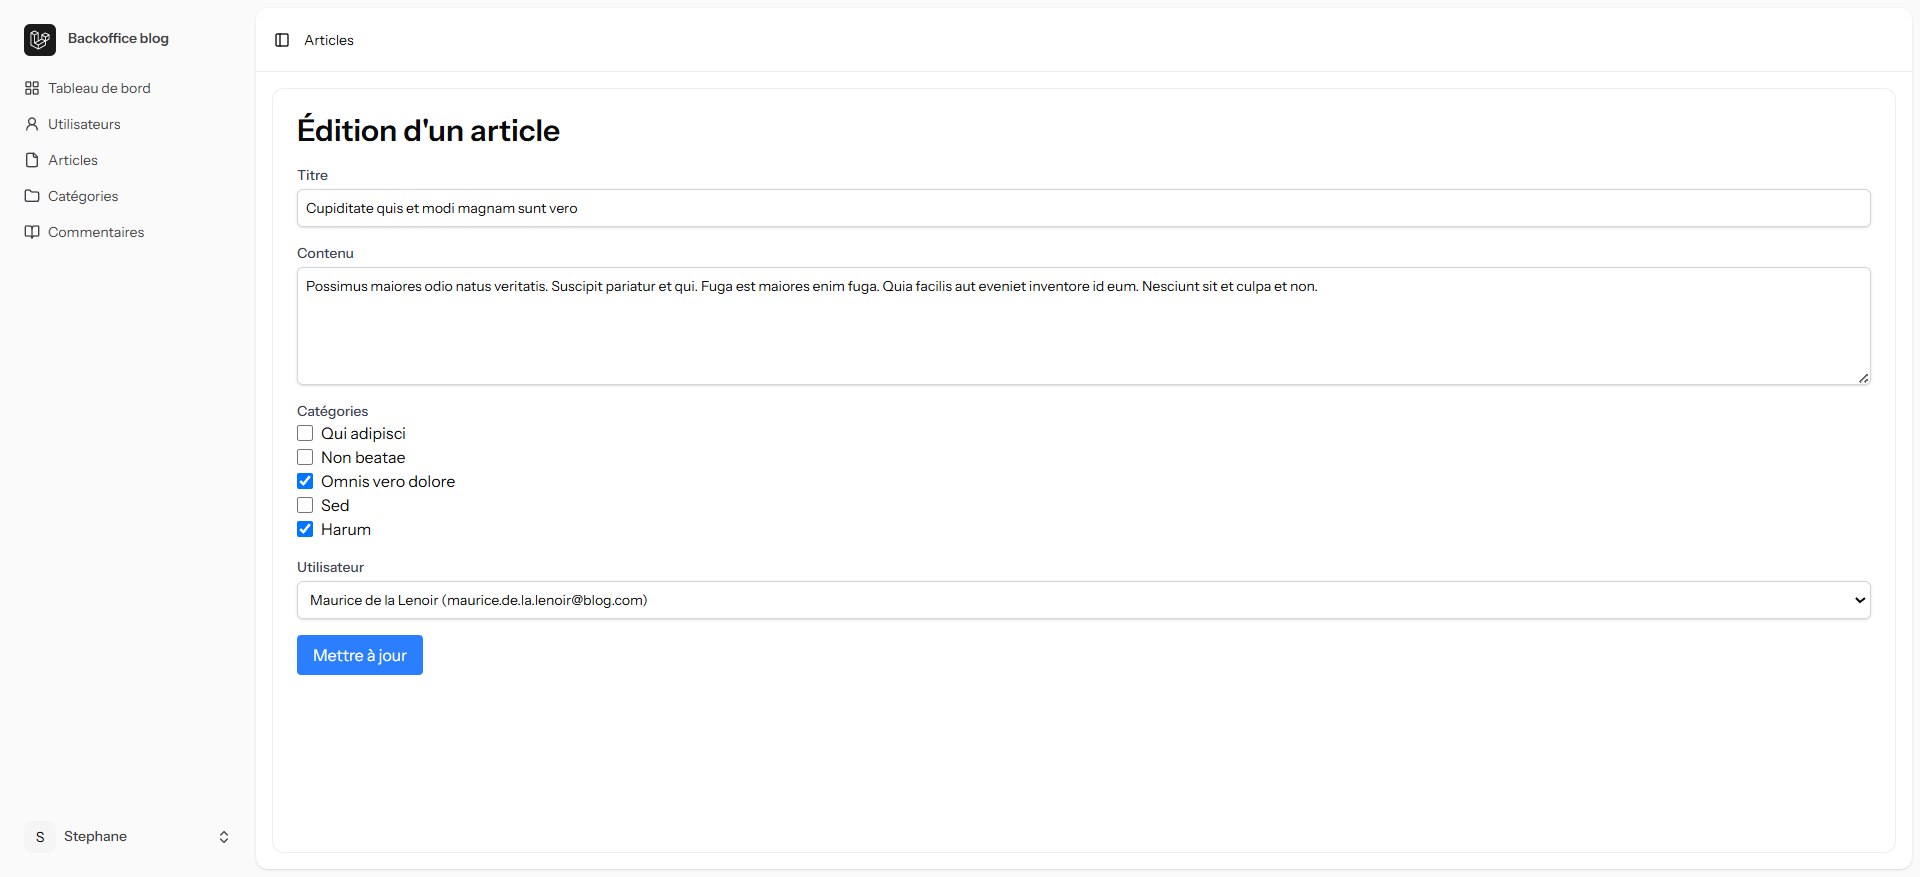 Backoffice blog
Tableau de bord
Utilisateurs
Articles
Catégories
Commentaires
S
Stephane
Articles
Édition d'un article
Titre
Cupiditate quis et modi magnam sunt vero
Contenu
Possimus maiores odio natus veritatis. Suscipit pariatur et qui. Fuga est maiores enim fuga. Quia facilis aut eveniet inventore id eum. Nesciunt sit et culpa et non.
Catégories
Qui adipisci
Non beatae
Omnis vero dolore
Sed
Harum
Utilisateur
Maurice de la Lenoir (maurice.de.la.lenoir@blog.com)
Mettre à jour